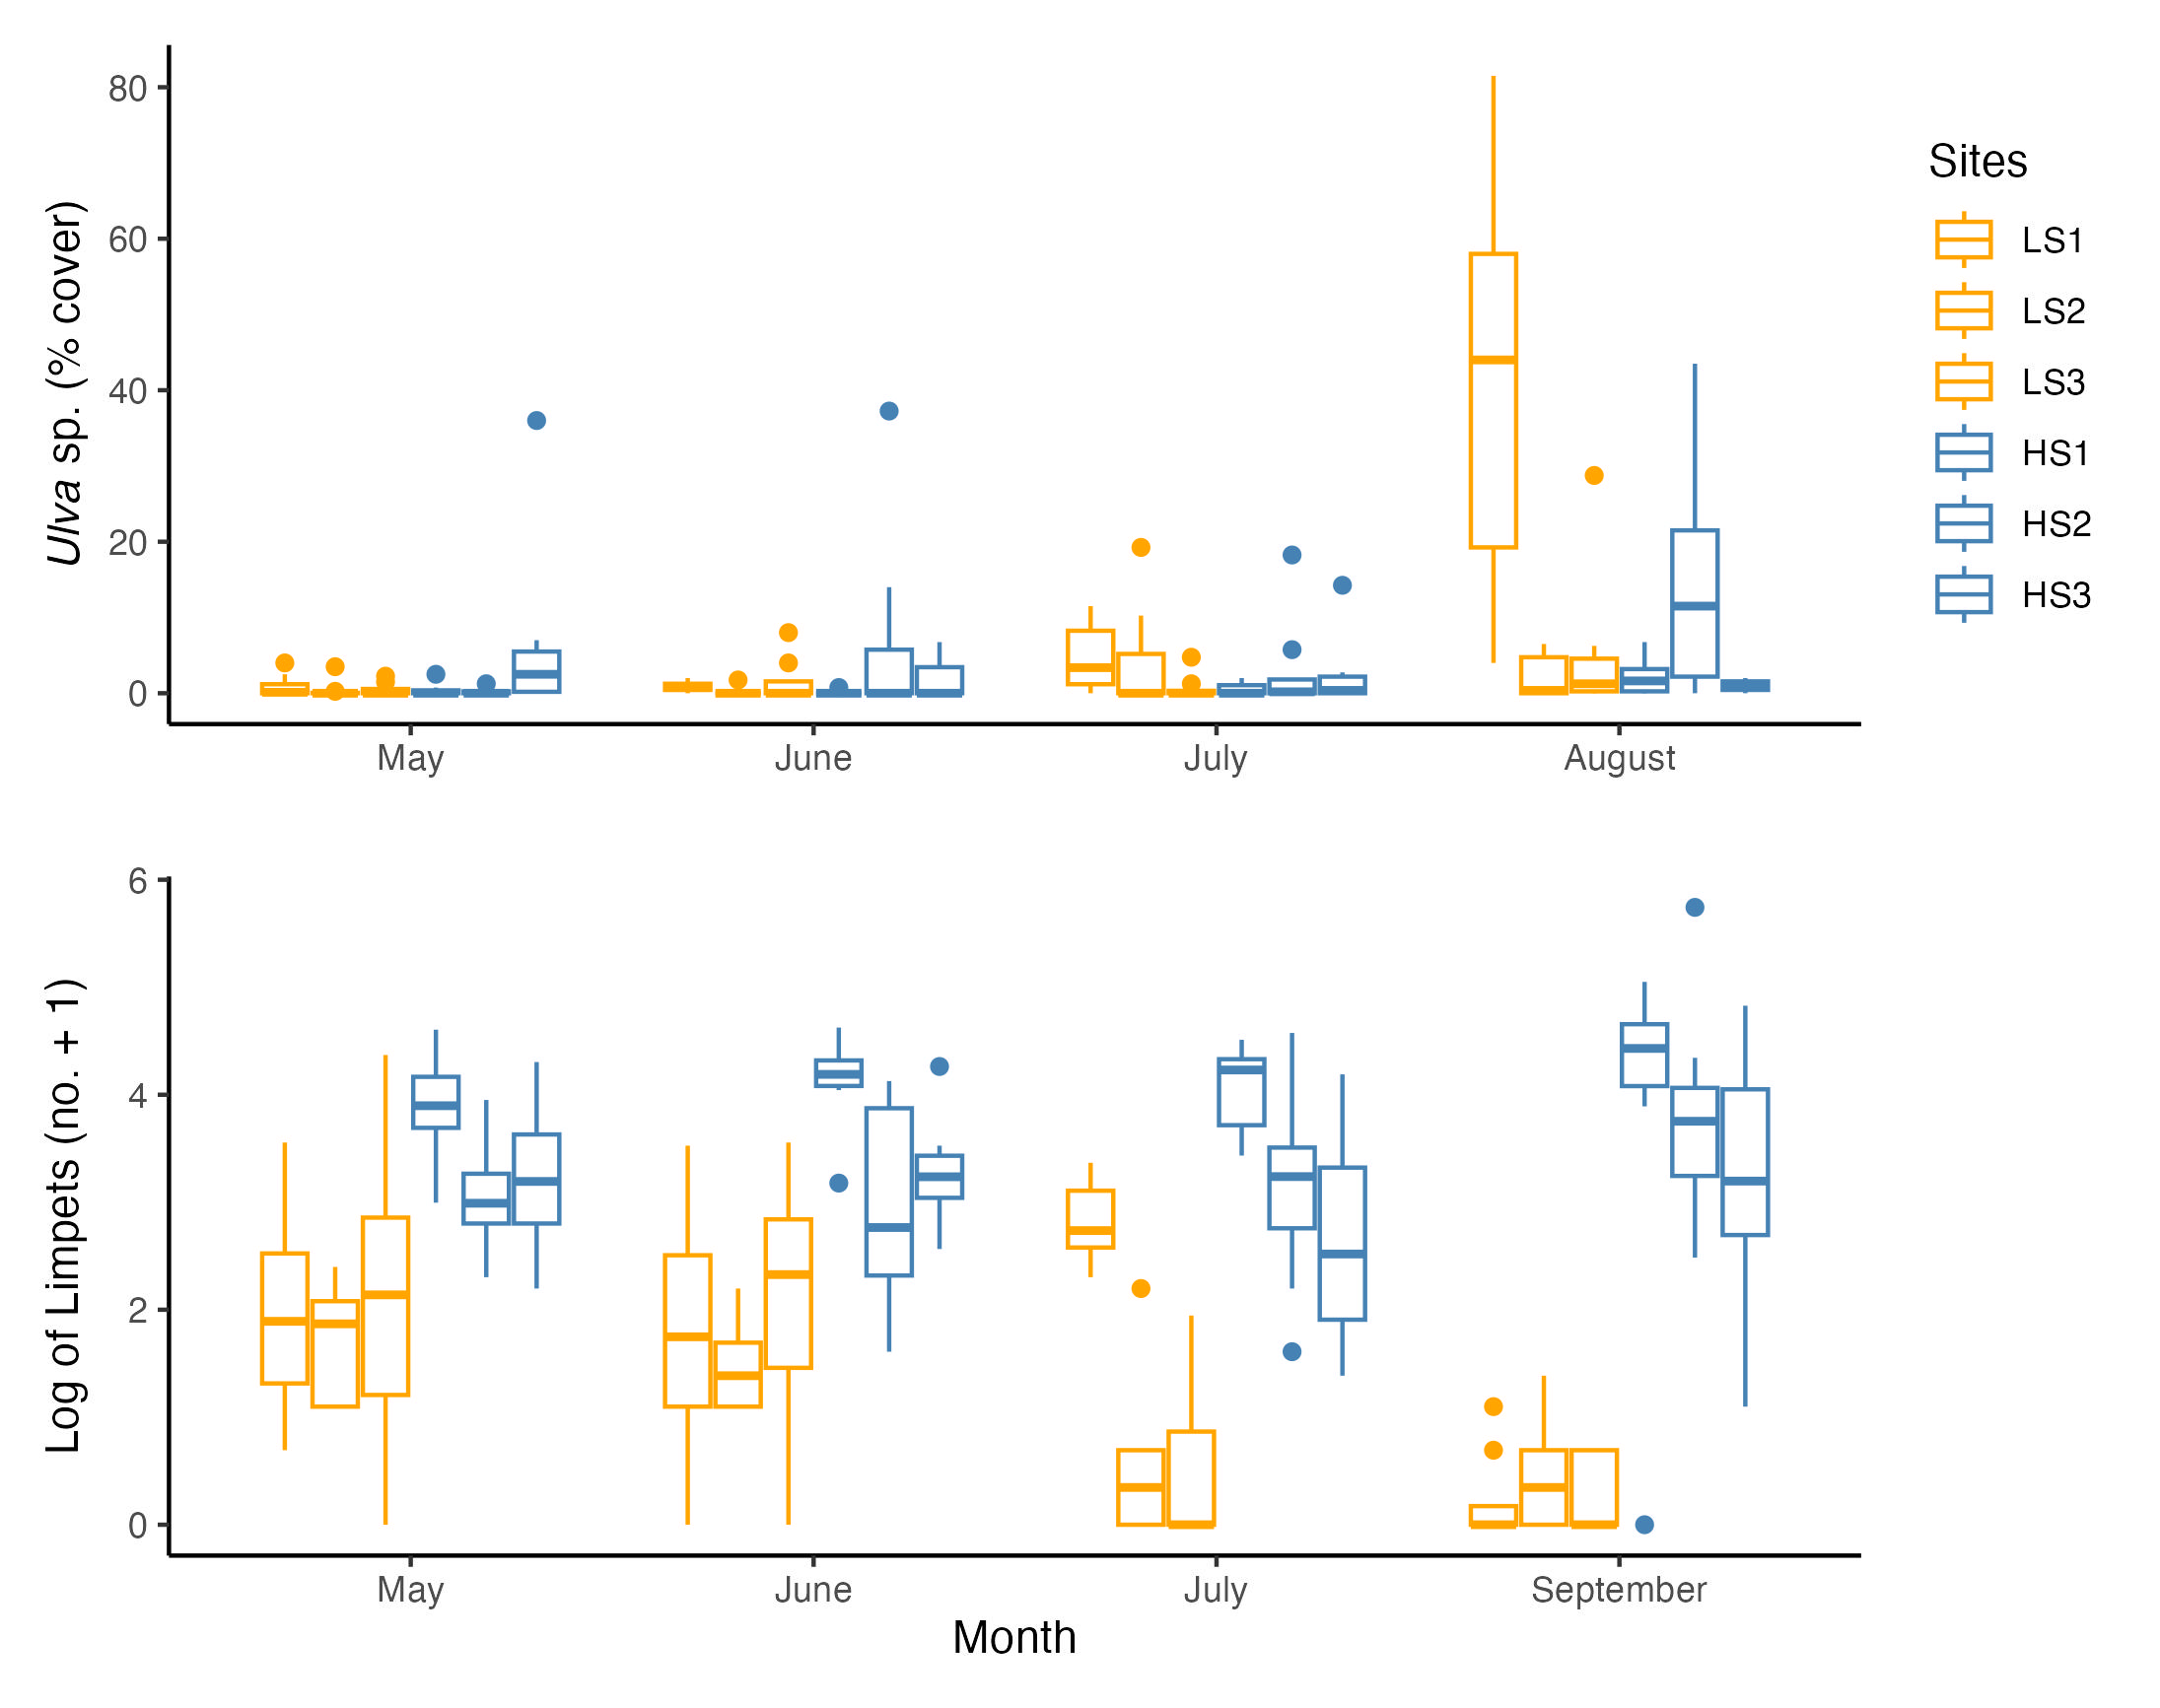 Ulva sp. (% cover)
80
60
40
20
0
May June July August
Sites
LS1
LS2
LS3
HS1
HS2
HS3
Log of Limpets (no. + 1)
6
4
2
0
May June July September
Month